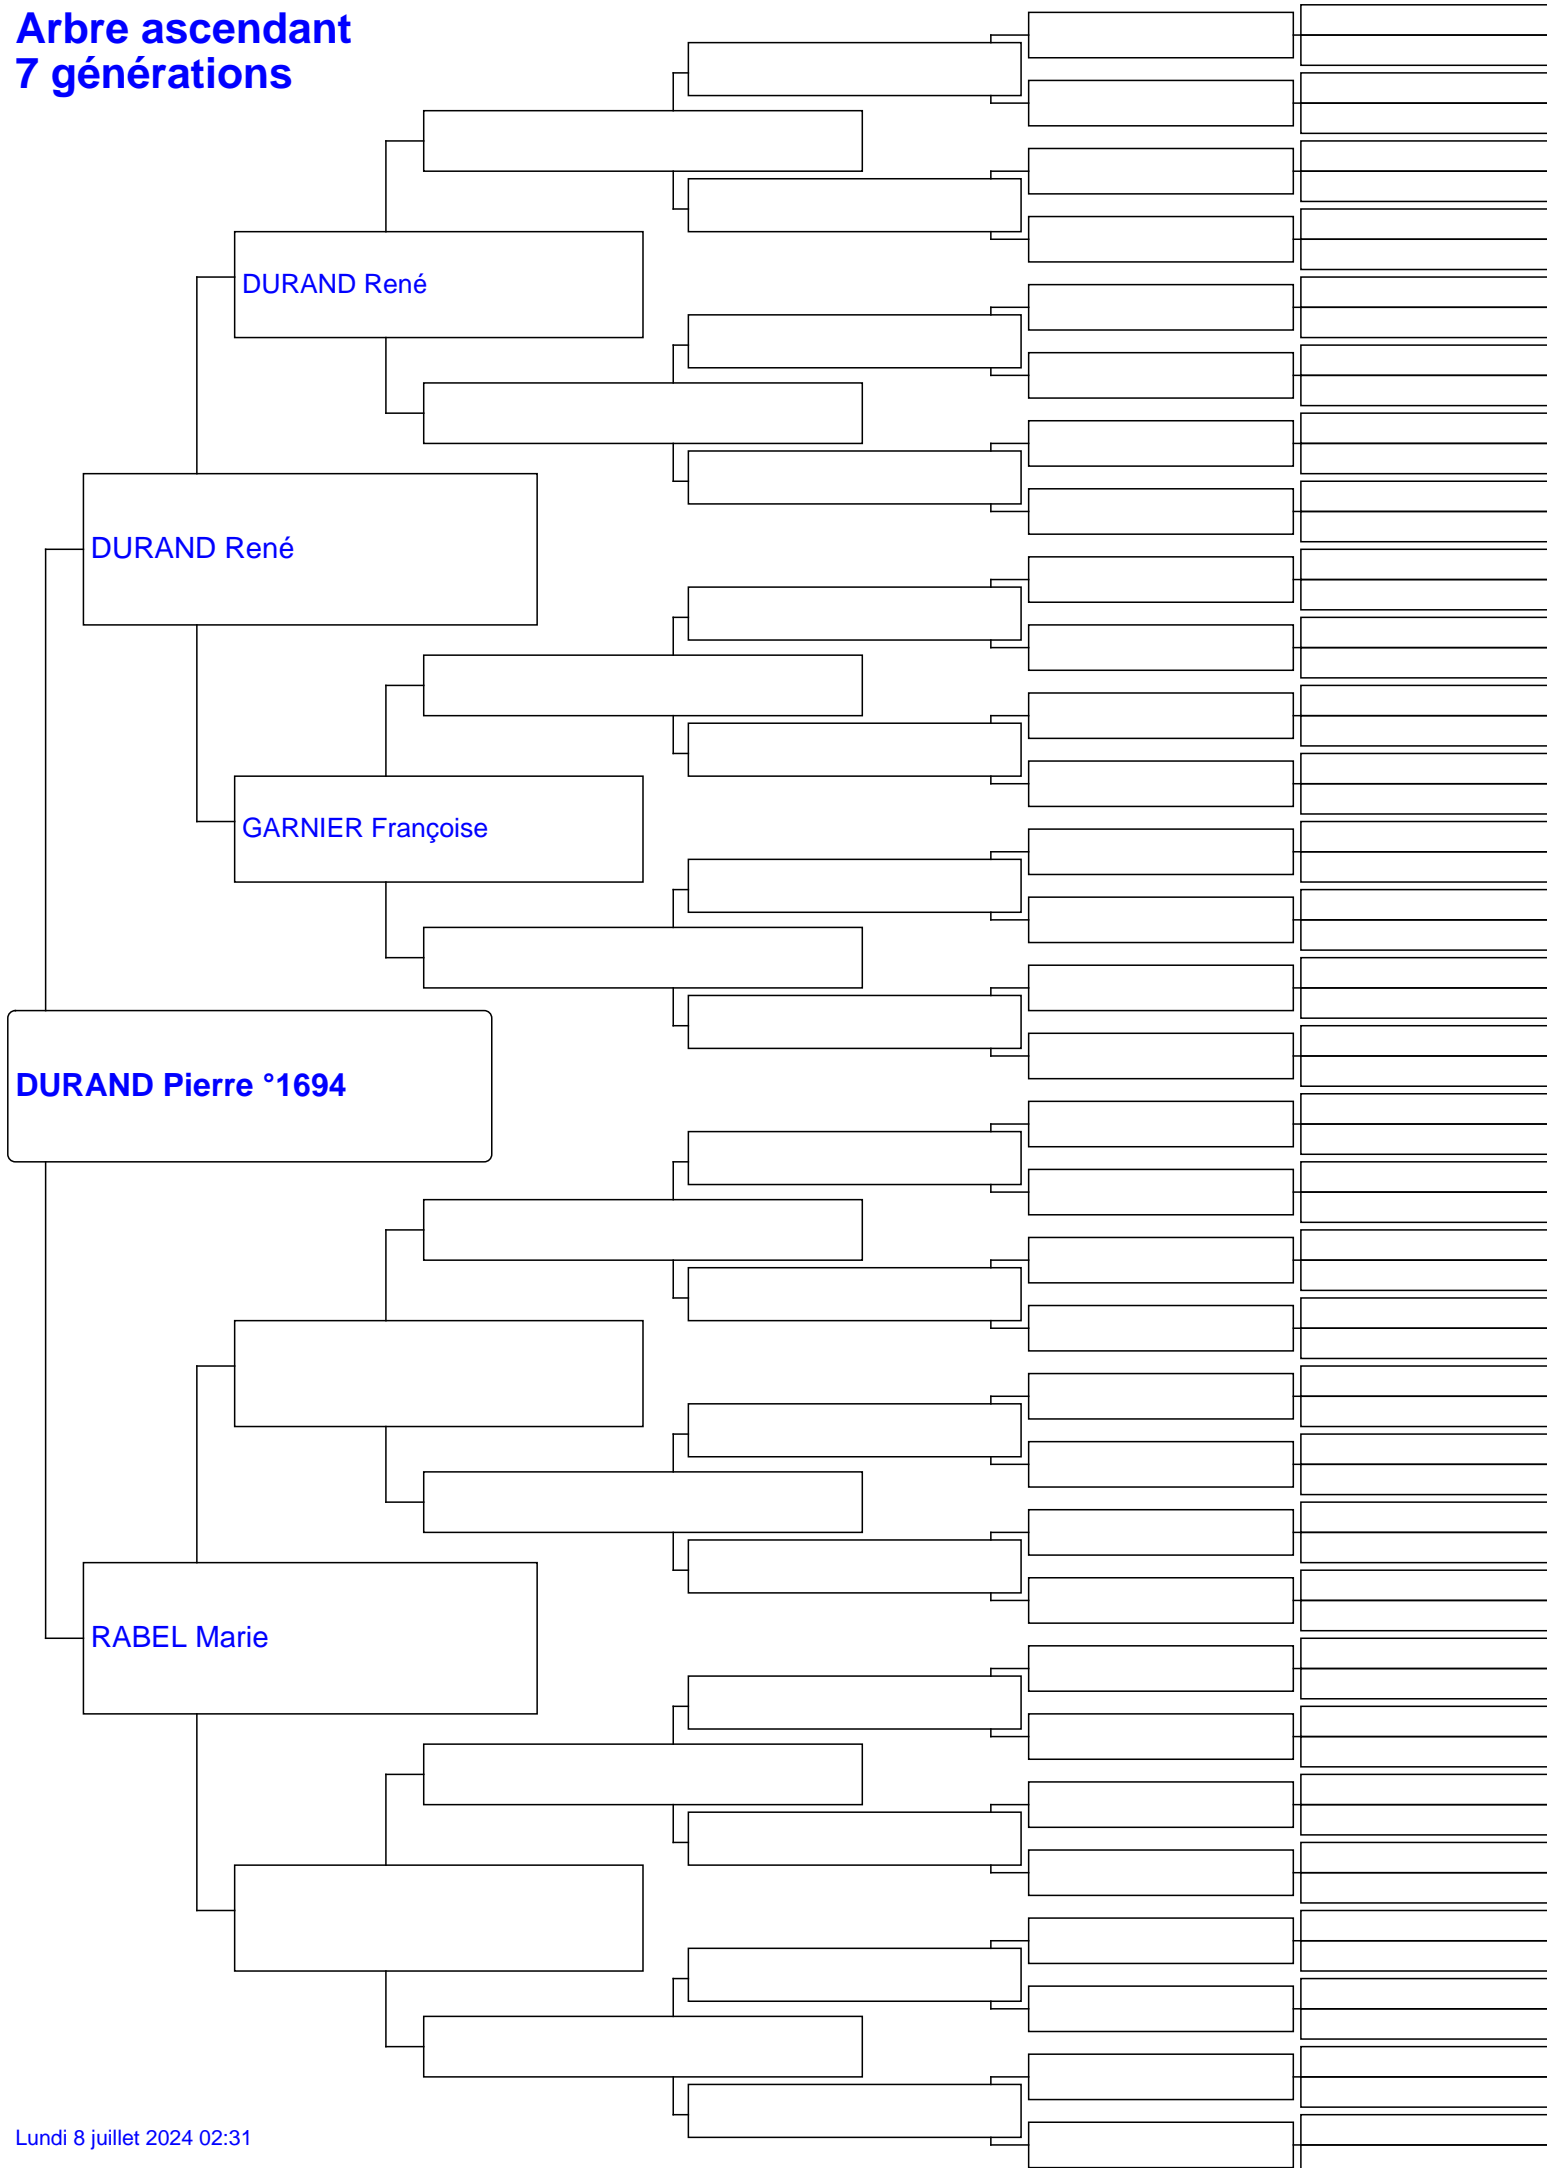 Arbre ascendant
7 générations
DURAND René
DURAND René
GARNIER Françoise
DURAND Pierre °1694
RABEL Marie
Lundi 8 juillet 2024 02:31